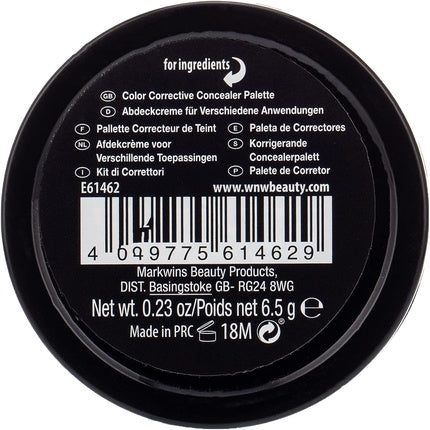 for ingredients
GB Color Corrective Concealer Palette
D Abdeckcreme für Verschiedene Anwendungen
F Pallette Correcteur de Teint
E Paleta de Correctores
NL Afdekcrème voor
Verschillende Toepassingen
S Korrigerande
Concealerpalett
I Kit di Correttori
P Palete de Corretor
E61462
www.wnwbeauty.com
4 049775 614629
Markwins Beauty Products,
DIST. Basingstoke GB- RG24 8WG
Net wt. 0.23 oz/Poids net 6.5 g ℮
Made in PRC 18M